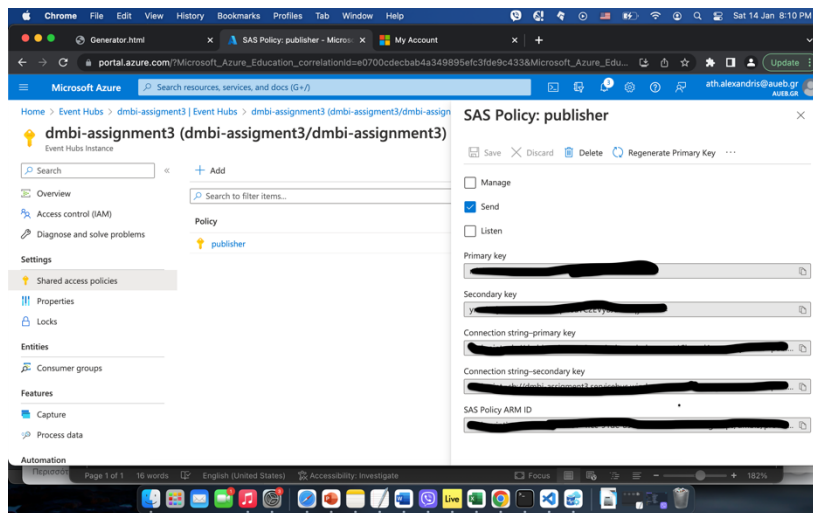 Chrome File Edit View History Bookmarks Profiles Tab Window Help Sat 14 Jan 8:10 PM
Generator.html SAS Policy: publisher - Micros My Account
portal.azure.com/?Microsoft_Azure_Education_correlationId=e0700cdecbab4a349895efc3fde9c433&Microsoft_Azure_Edu... Update
Microsoft Azure Search resources, services, and docs (G+/) 3 ath.alexandris@aueb.gr
AUEB.GR
Home > Event Hubs > dmbi-assigment3 | Event Hubs > dmbi-assignment3 (dmbi-assigment3/dmbi-assign
dmbi-assignment3 (dmbi-assigment3/dmbi-assignment3)
Event Hubs Instance
Search
Overview
Access control (IAM)
Diagnose and solve problems
Settings
Shared access policies
Properties
Locks
Entities
Consumer groups
Features
Capture
Process data
Automation
Add
Search to filter items...
Policy
publisher
SAS Policy: publisher
Save Discard Delete Regenerate Primary Key ...
Manage
Send
Listen
Primary key
Secondary key
Connection string–primary key
Connection string–secondary key
SAS Policy ARM ID
Page 1 of 1 16 words English (United States) Accessibility: Investigate Focus 182%
Live